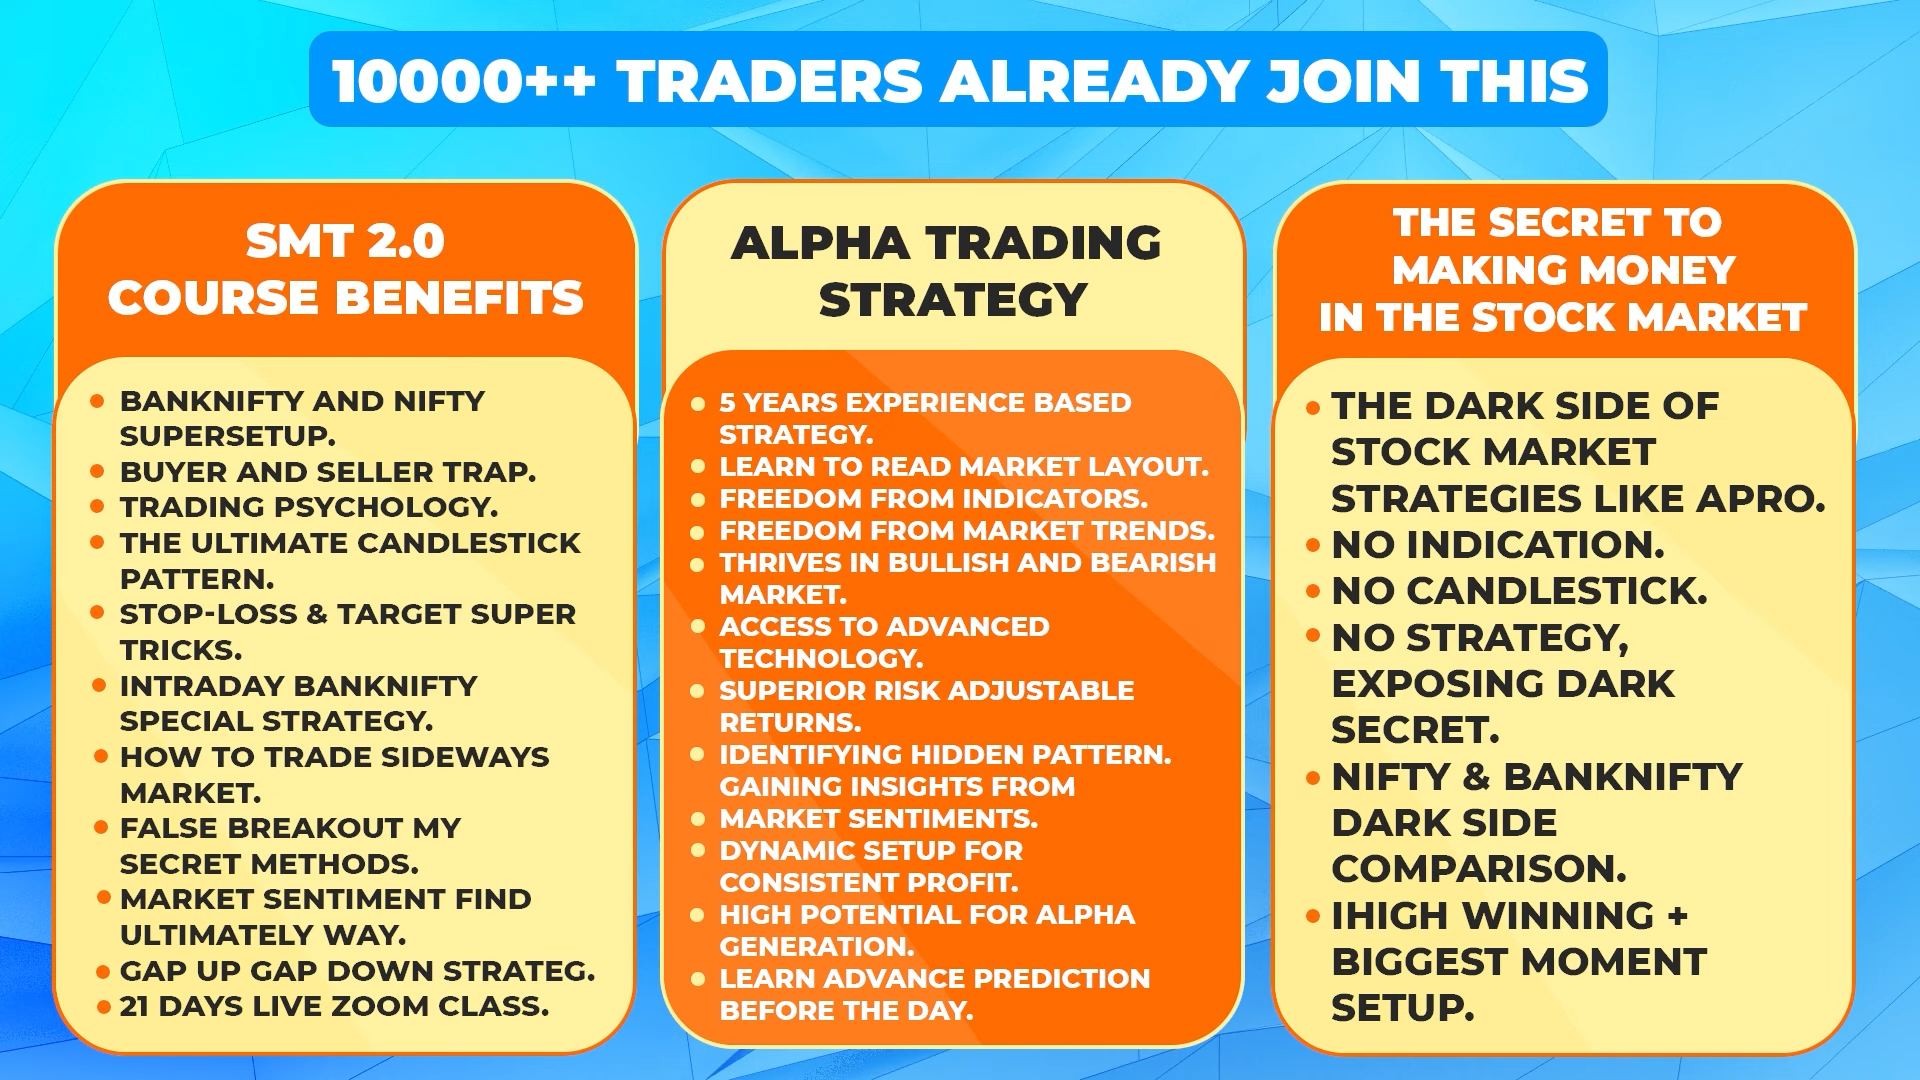 10000++ TRADERS ALREADY JOIN THIS
SMT 2.0
COURSE BENEFITS
BANKNIFTY AND NIFTY
SUPERSETUP.
BUYER AND SELLER TRAP.
TRADING PSYCHOLOGY.
THE ULTIMATE CANDLESTICK
PATTERN.
STOP-LOSS & TARGET SUPER
TRICKS.
INTRADAY BANKNIFTY
SPECIAL STRATEGY.
HOW TO TRADE SIDEWAYS
MARKET.
FALSE BREAKOUT MY
SECRET METHODS.
MARKET SENTIMENT FIND
ULTIMATELY WAY.
GAP UP GAP DOWN STRATEG.
21 DAYS LIVE ZOOM CLASS.
ALPHA TRADING
STRATEGY
5 YEARS EXPERIENCE BASED
STRATEGY.
LEARN TO READ MARKET LAYOUT.
FREEDOM FROM INDICATORS.
FREEDOM FROM MARKET TRENDS.
THRIVES IN BULLISH AND BEARISH
MARKET.
ACCESS TO ADVANCED
TECHNOLOGY.
SUPERIOR RISK ADJUSTABLE
RETURNS.
IDENTIFYING HIDDEN PATTERN.
GAINING INSIGHTS FROM
MARKET SENTIMENTS.
DYNAMIC SETUP FOR
CONSISTENT PROFIT.
HIGH POTENTIAL FOR ALPHA
GENERATION.
LEARN ADVANCE PREDICTION
BEFORE THE DAY.
THE SECRET TO
MAKING MONEY
IN THE STOCK MARKET
THE DARK SIDE OF
STOCK MARKET
STRATEGIES LIKE APRO.
NO INDICATION.
NO CANDLESTICK.
NO STRATEGY,
EXPOSING DARK
SECRET.
NIFTY & BANKNIFTY
DARK SIDE
COMPARISON.
IHIGH WINNING +
BIGGEST MOMENT
SETUP.